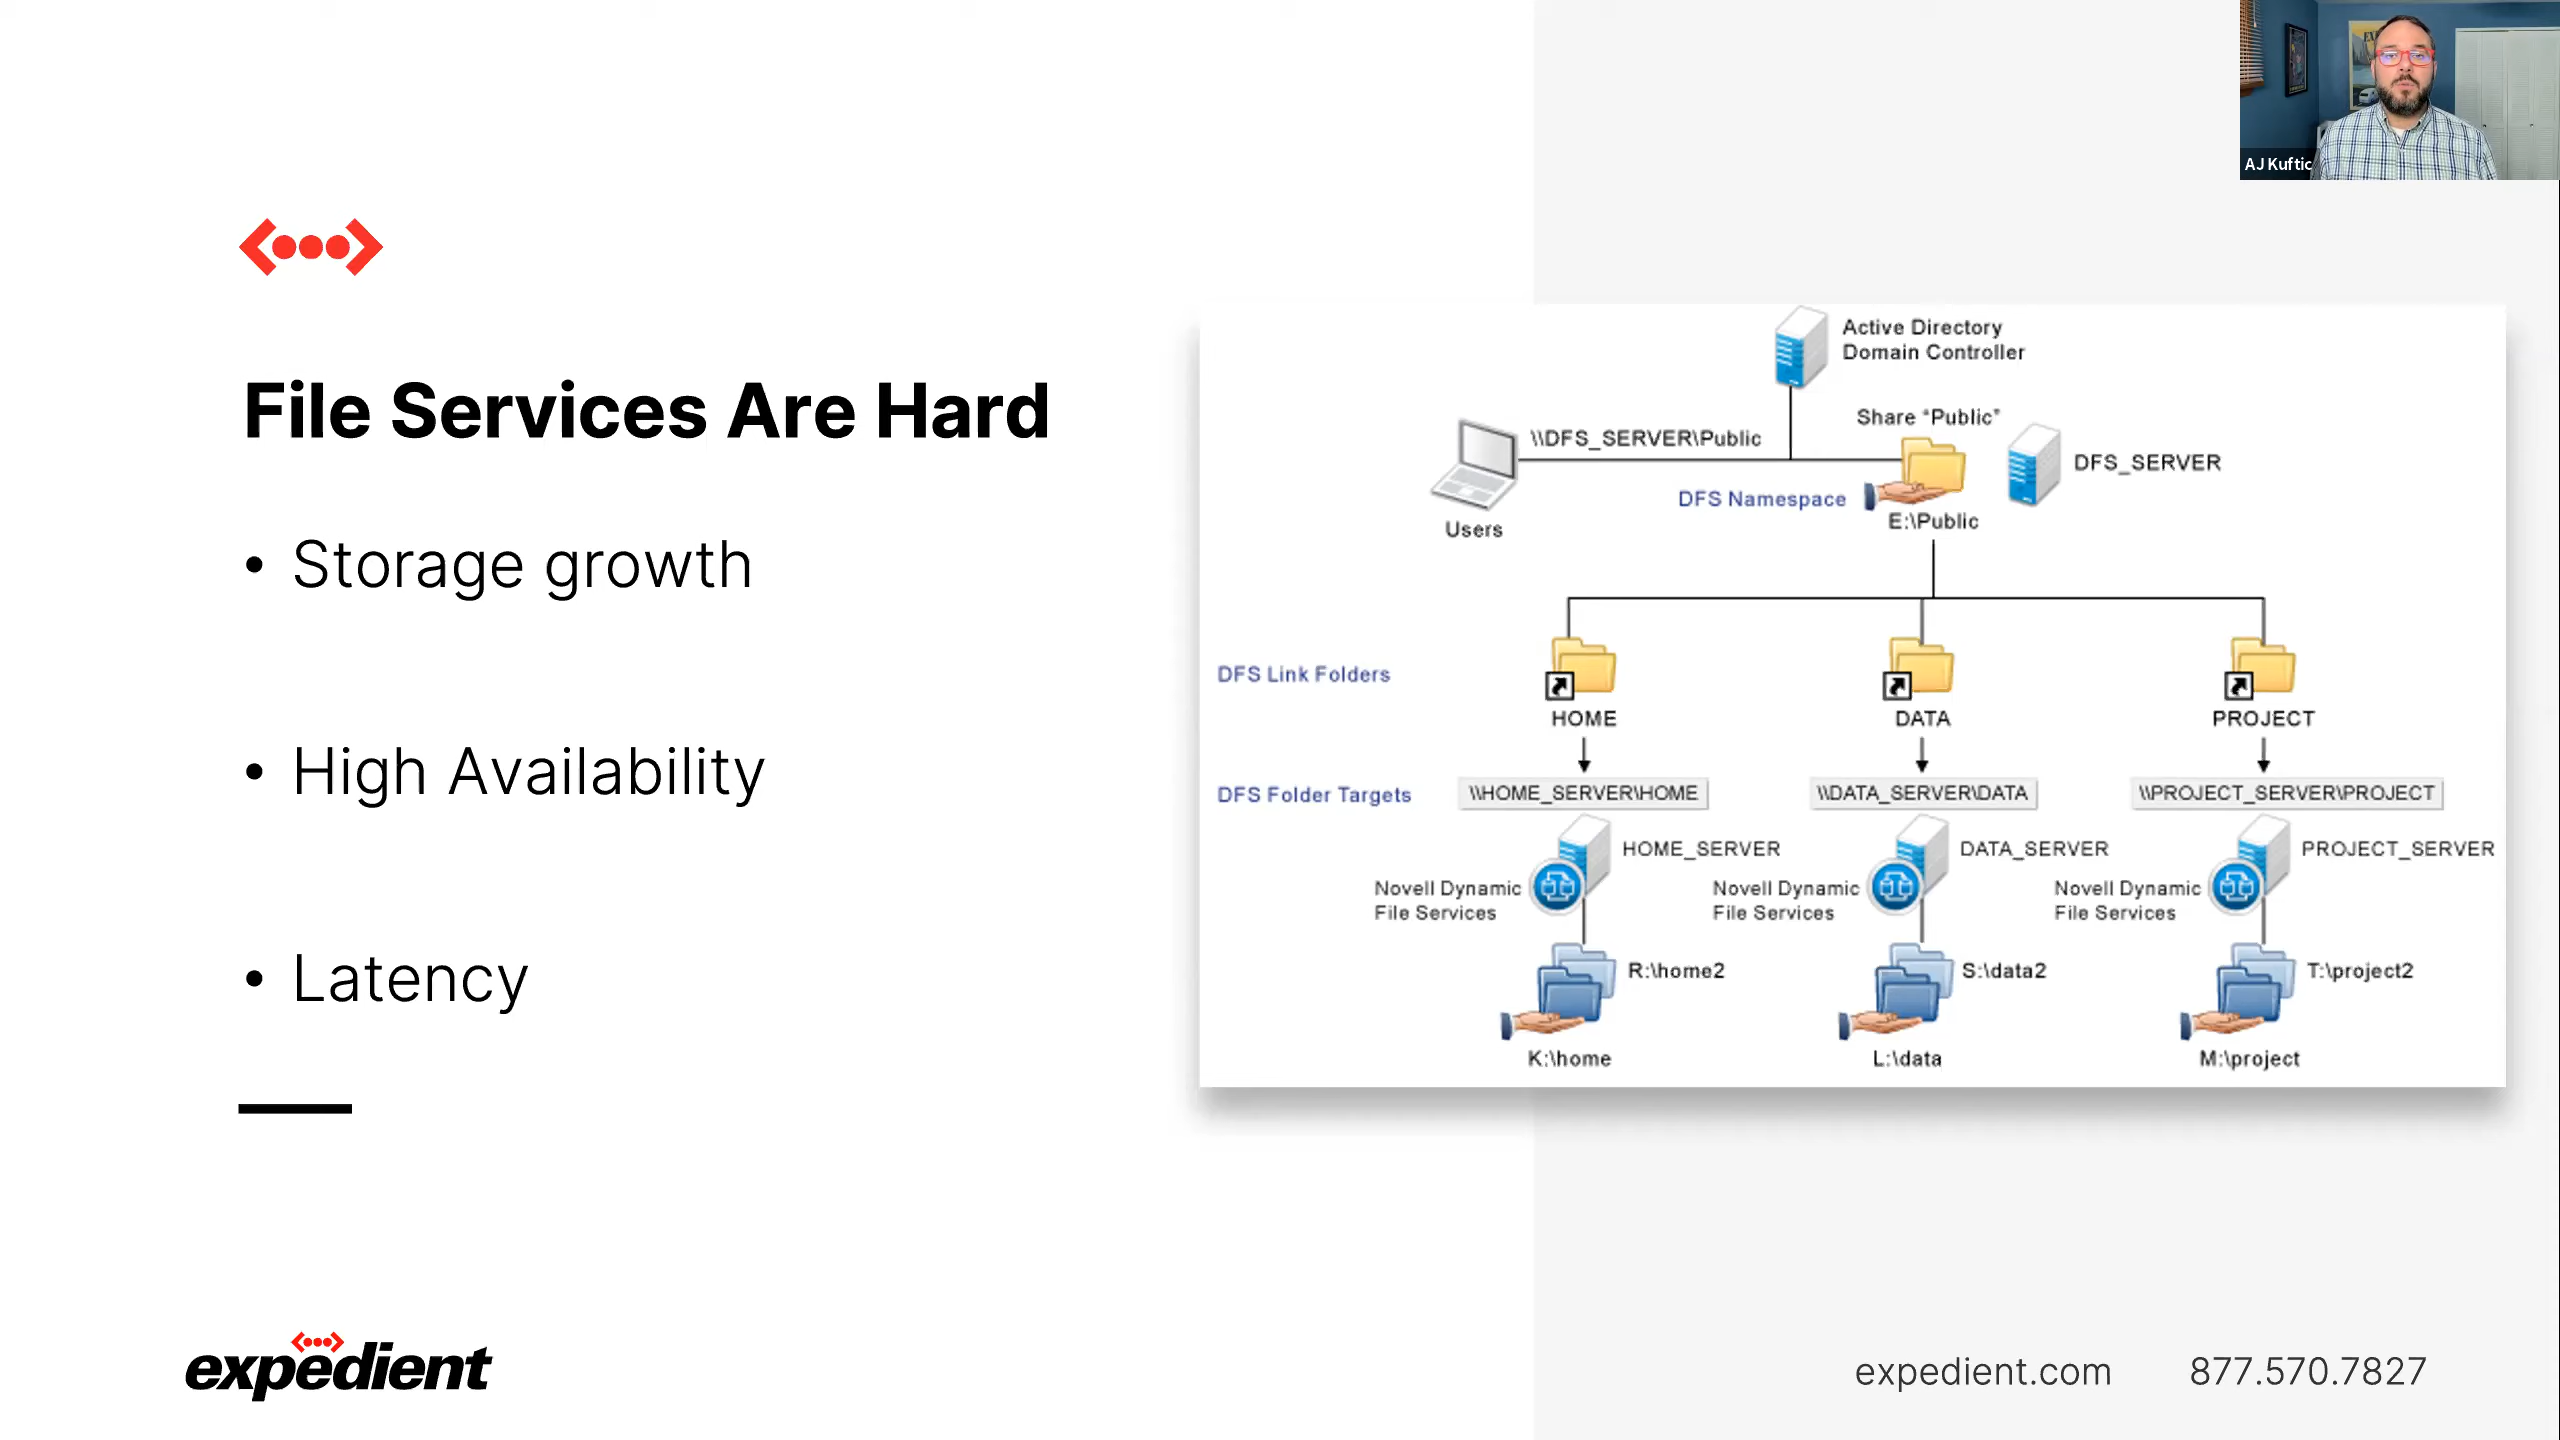 AJ Kuftic
File Services Are Hard
• Storage growth
• High Availability
• Latency
Active Directory
Domain Controller
Share “Public”
\\DFS_SERVER\Public
DFS_SERVER
DFS Namespace
E:\Public
Users
DFS Link Folders
HOME
DATA
PROJECT
DFS Folder Targets
\\HOME_SERVER\HOME
\\DATA_SERVER\DATA
\\PROJECT_SERVER\PROJECT
HOME_SERVER
DATA_SERVER
PROJECT_SERVER
Novell Dynamic
File Services
Novell Dynamic
File Services
Novell Dynamic
File Services
R:\home2
S:\data2
T:\project2
K:\home
L:\data
M:\project
expedient
expedient.com
877.570.7827